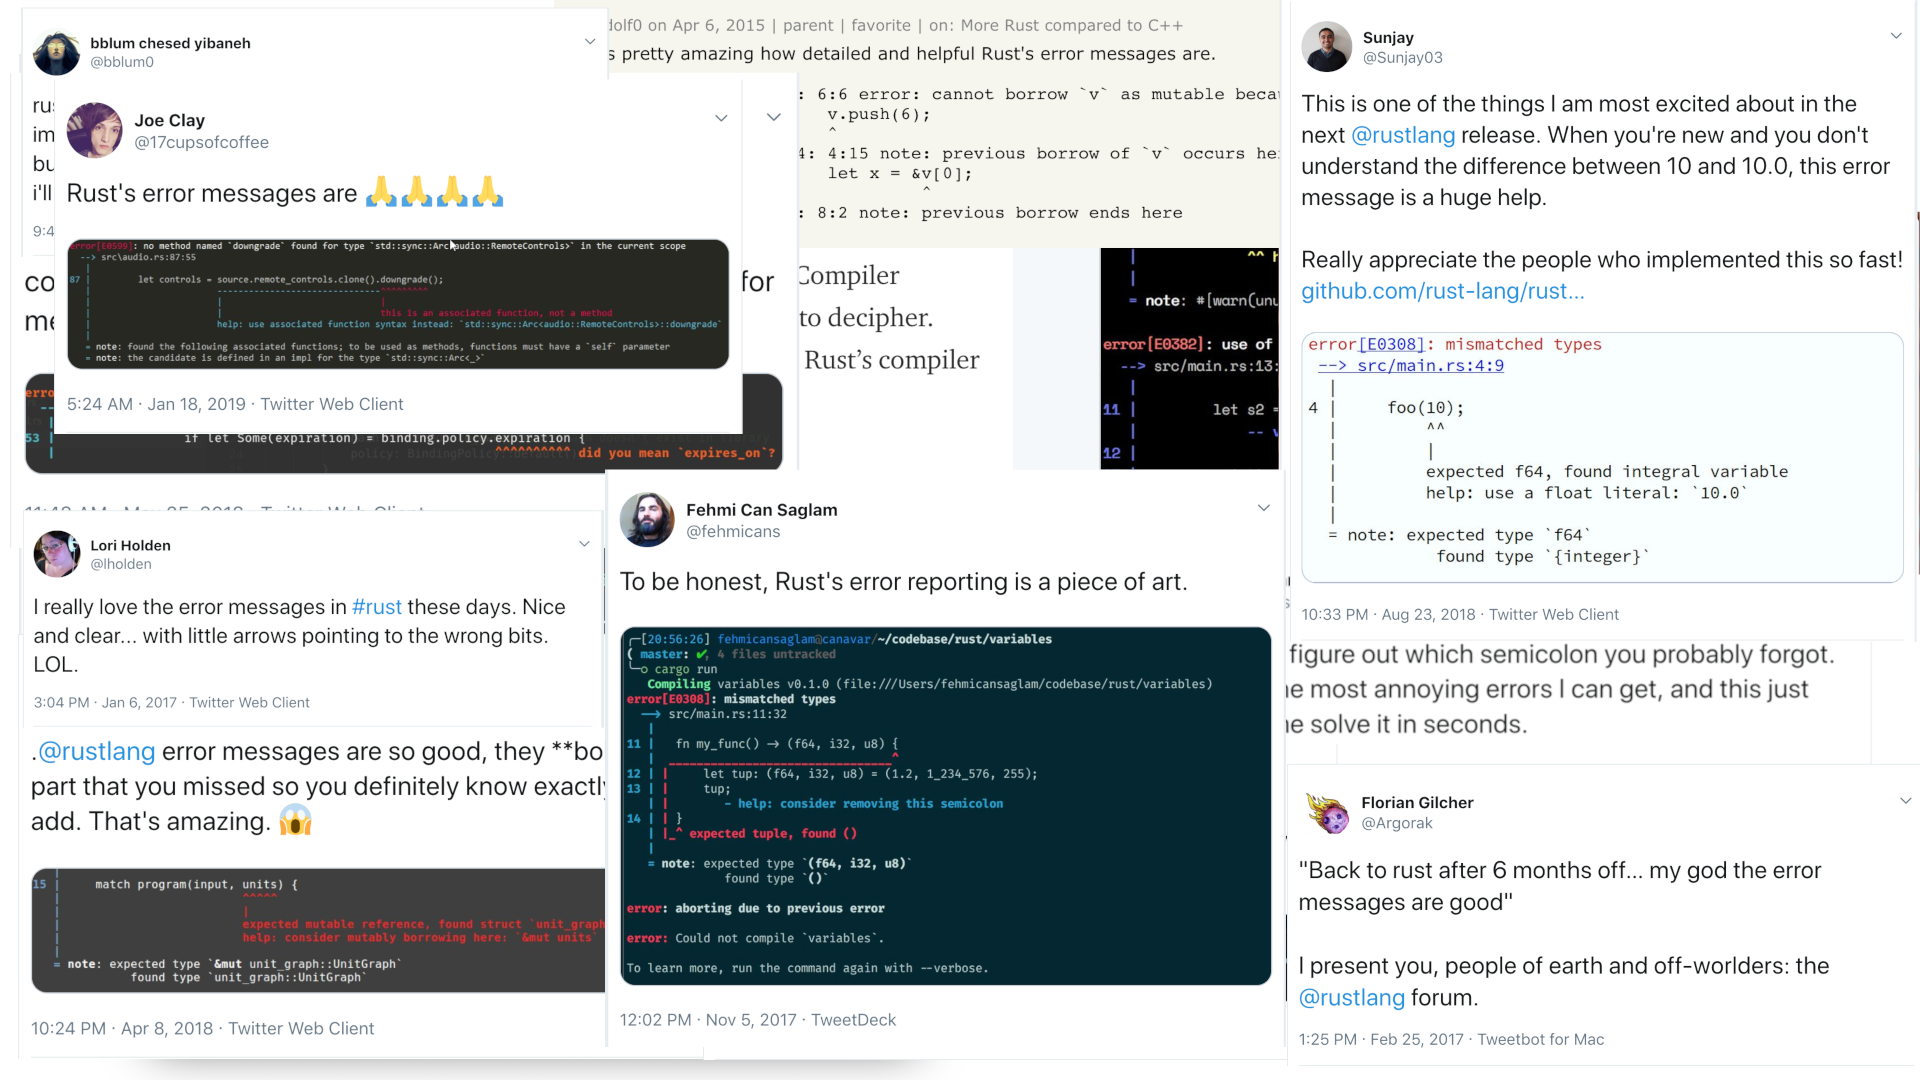 bblum chesed yibaneh
@bblum0
im
bu
i'll
9:4
Joe Clay
@17cupsofcoffee
Rust's error messages are 🙏🙏🙏🙏
error[E0599]: no method named `downgrade` found for type `std::sync::Arc<audio::RemoteControls>` in the current scope
--> src\audio.rs:87:55
87 | let controls = source.remote_controls.clone().downgrade();
this is an associated function, not a method
help: use associated function syntax instead: `std::sync::Arc<audio::RemoteControls>::downgrade`
= note: found the following associated functions; to be used as methods, functions must have a `self` parameter
= note: the candidate is defined in an impl for the type `std::sync::Arc<_>`
5:24 AM · Jan 18, 2019 · Twitter Web Client
co
for
me
erro
53 | if let Some(expiration) = binding.policy.expiration {
^^^^^^^^^^ did you mean `expires_on`?
Lori Holden
@lholden
I really love the error messages in #rust these days. Nice
and clear... with little arrows pointing to the wrong bits.
LOL.
3:04 PM · Jan 6, 2017 · Twitter Web Client
.@rustlang error messages are so good, they **bo
part that you missed so you definitely know exactly
add. That's amazing. 😱
15 | match program(input, units) {
^^^^^
expected mutable reference, found struct `unit_graph
help: consider mutably borrowing here: `&mut units`
= note: expected type `&mut unit_graph::UnitGraph`
found type `unit_graph::UnitGraph`
10:24 PM · Apr 8, 2018 · Twitter Web Client
dolf0 on Apr 6, 2015 | parent | favorite | on: More Rust compared to C++
s pretty amazing how detailed and helpful Rust's error messages are.
: 6:6 error: cannot borrow `v` as mutable beca
v.push(6);
^
4: 4:15 note: previous borrow of `v` occurs he
let x = &v[0];
^
: 8:2 note: previous borrow ends here
Compiler
to decipher.
Rust's compiler
^^ h
= note: #[warn(unu
error[E0382]: use of
--> src/main.rs:13:
11 | let s2 =
-- v
12 |
Fehmi Can Saglam
@fehmicans
To be honest, Rust's error reporting is a piece of art.
[20:56:26] fehmicansaglam@canavar/~/codebase/rust/variables
( master: ✔, 4 files untracked
cargo run
Compiling variables v0.1.0 (file:///Users/fehmicansaglam/codebase/rust/variables)
error[E0308]: mismatched types
--> src/main.rs:11:32
11 | fn my_func() -> (f64, i32, u8) {
12 | | let tup: (f64, i32, u8) = (1.2, 1_234_576, 255);
13 | | tup;
| | - help: consider removing this semicolon
14 | | }
| |_^ expected tuple, found ()
= note: expected type `(f64, i32, u8)`
found type `()`
error: aborting due to previous error
error: Could not compile `variables`.
To learn more, run the command again with --verbose.
12:02 PM · Nov 5, 2017 · TweetDeck
Sunjay
@Sunjay03
This is one of the things I am most excited about in the
next @rustlang release. When you're new and you don't
understand the difference between 10 and 10.0, this error
message is a huge help.
Really appreciate the people who implemented this so fast!
github.com/rust-lang/rust...
error[E0308]: mismatched types
--> src/main.rs:4:9
4 | foo(10);
^^
expected f64, found integral variable
help: use a float literal: `10.0`
= note: expected type `f64`
found type `{integer}`
10:33 PM · Aug 23, 2018 · Twitter Web Client
figure out which semicolon you probably forgot.
e most annoying errors I can get, and this just
e solve it in seconds.
Florian Gilcher
@Argorak
"Back to rust after 6 months off... my god the error
messages are good"
I present you, people of earth and off-worlders: the
@rustlang forum.
1:25 PM · Feb 25, 2017 · Tweetbot for Mac